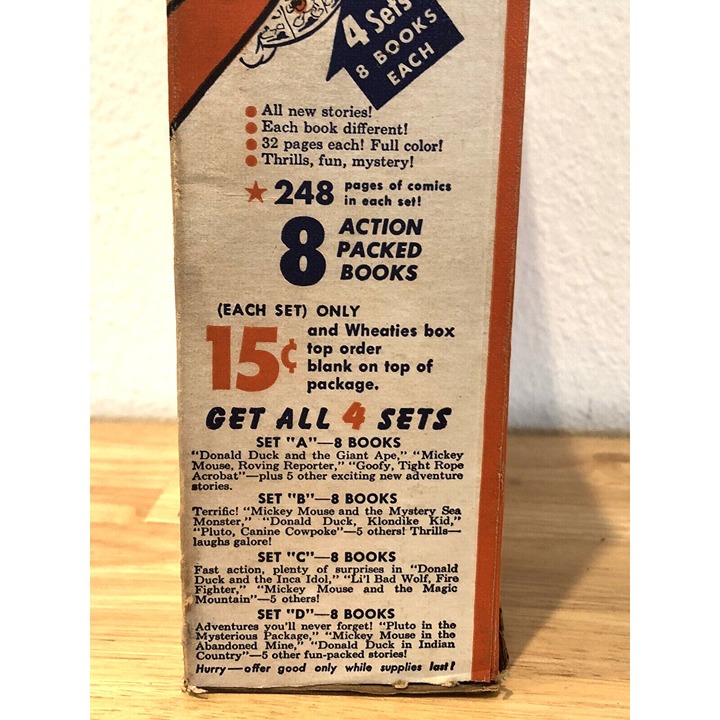 4 Sets
8 BOOKS
EACH
All new stories!
Each book different!
32 pages each! Full color!
Thrills, fun, mystery!
248 pages of comics
in each set!
8 ACTION
PACKED
BOOKS
(EACH SET) ONLY
15¢ and Wheaties box
top order
blank on top of
package.
GET ALL 4 SETS
SET "A"—8 BOOKS
"Donald Duck and the Giant Ape," "Mickey
Mouse, Roving Reporter," "Goofy, Tight Rope
Acrobat"—plus 5 other exciting new adventure
stories.
SET "B"—8 BOOKS
Terrific! "Mickey Mouse and the Mystery Sea
Monster," "Donald Duck, Klondike Kid,"
"Pluto, Canine Cowpoke"—5 others! Thrills—
laughs galore!
SET "C"—8 BOOKS
Fast action, plenty of surprises in "Donald
Duck and the Inca Idol," "Li'l Bad Wolf, Fire
Fighter," "Mickey Mouse and the Magic
Mountain"—5 others!
SET "D"—8 BOOKS
Adventures you'll never forget! "Pluto in the
Mysterious Package," "Mickey Mouse in the
Abandoned Mine," "Donald Duck in Indian
Country"—5 other fun-packed stories!
Hurry—offer good only while supplies last!